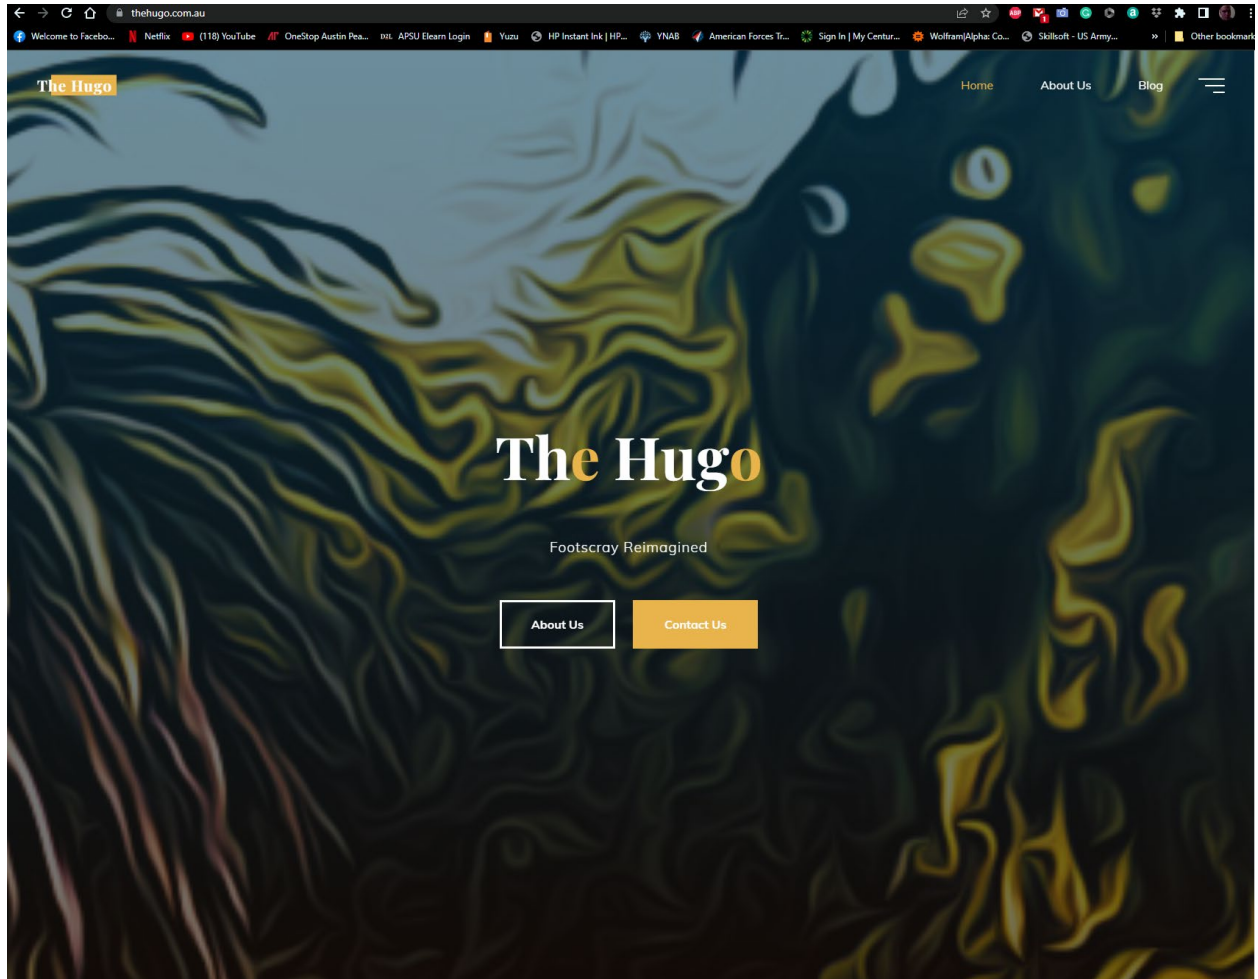 thehugo.com.au
Welcome to Facebo... Netflix (118) YouTube OneStop Austin Pea... D2L APSU Elearn Login Yuzu HP Instant Ink | HP... YNAB American Forces Tr... Sign In | My Centur... Wolfram|Alpha: Co... Skillsoft - US Army... » Other bookmark
The Hugo Home About Us Blog
The Hugo
Footscray Reimagined
About Us Contact Us